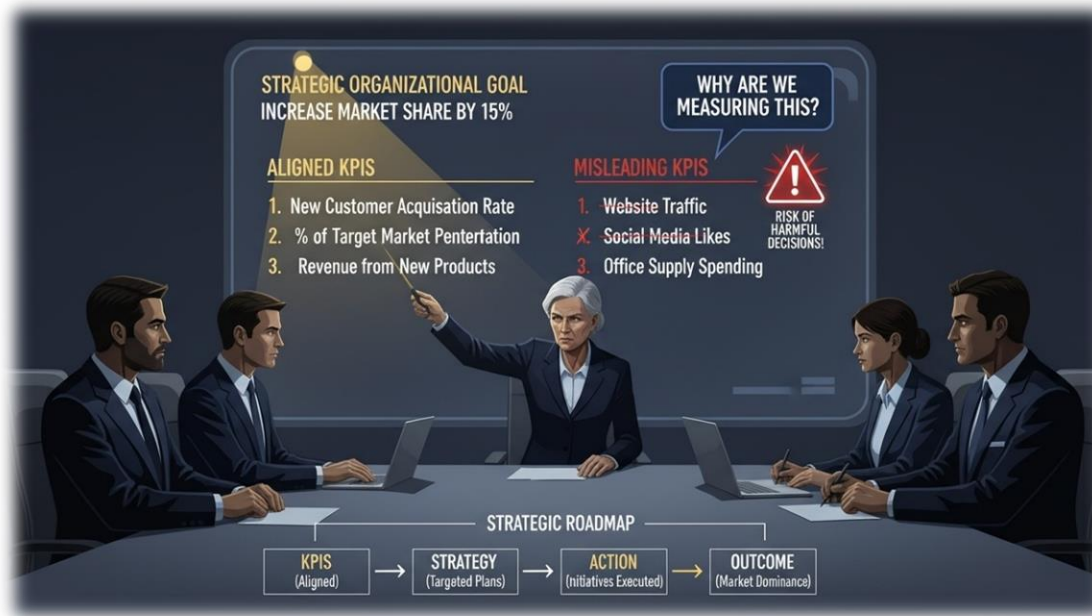 STRATEGIC ORGANIZATIONAL GOAL
INCREASE MARKET SHARE BY 15%
WHY ARE WE
MEASURING THIS?
ALIGNED KPIS
1. New Customer Acquisation Rate
2. % of Target Market Pentertation
3. Revenue from New Products
MISLEADING KPIS
1. Website Traffic
X. Social Media Likes
3. Office Supply Spending
!
RISK OF
HARMFUL
DECISIONS!
STRATEGIC ROADMAP
KPIS
(Aligned)
STRATEGY
(Targeted Plans)
ACTION
(nitiatives Executed)
OUTCOME
(Market Dominance)